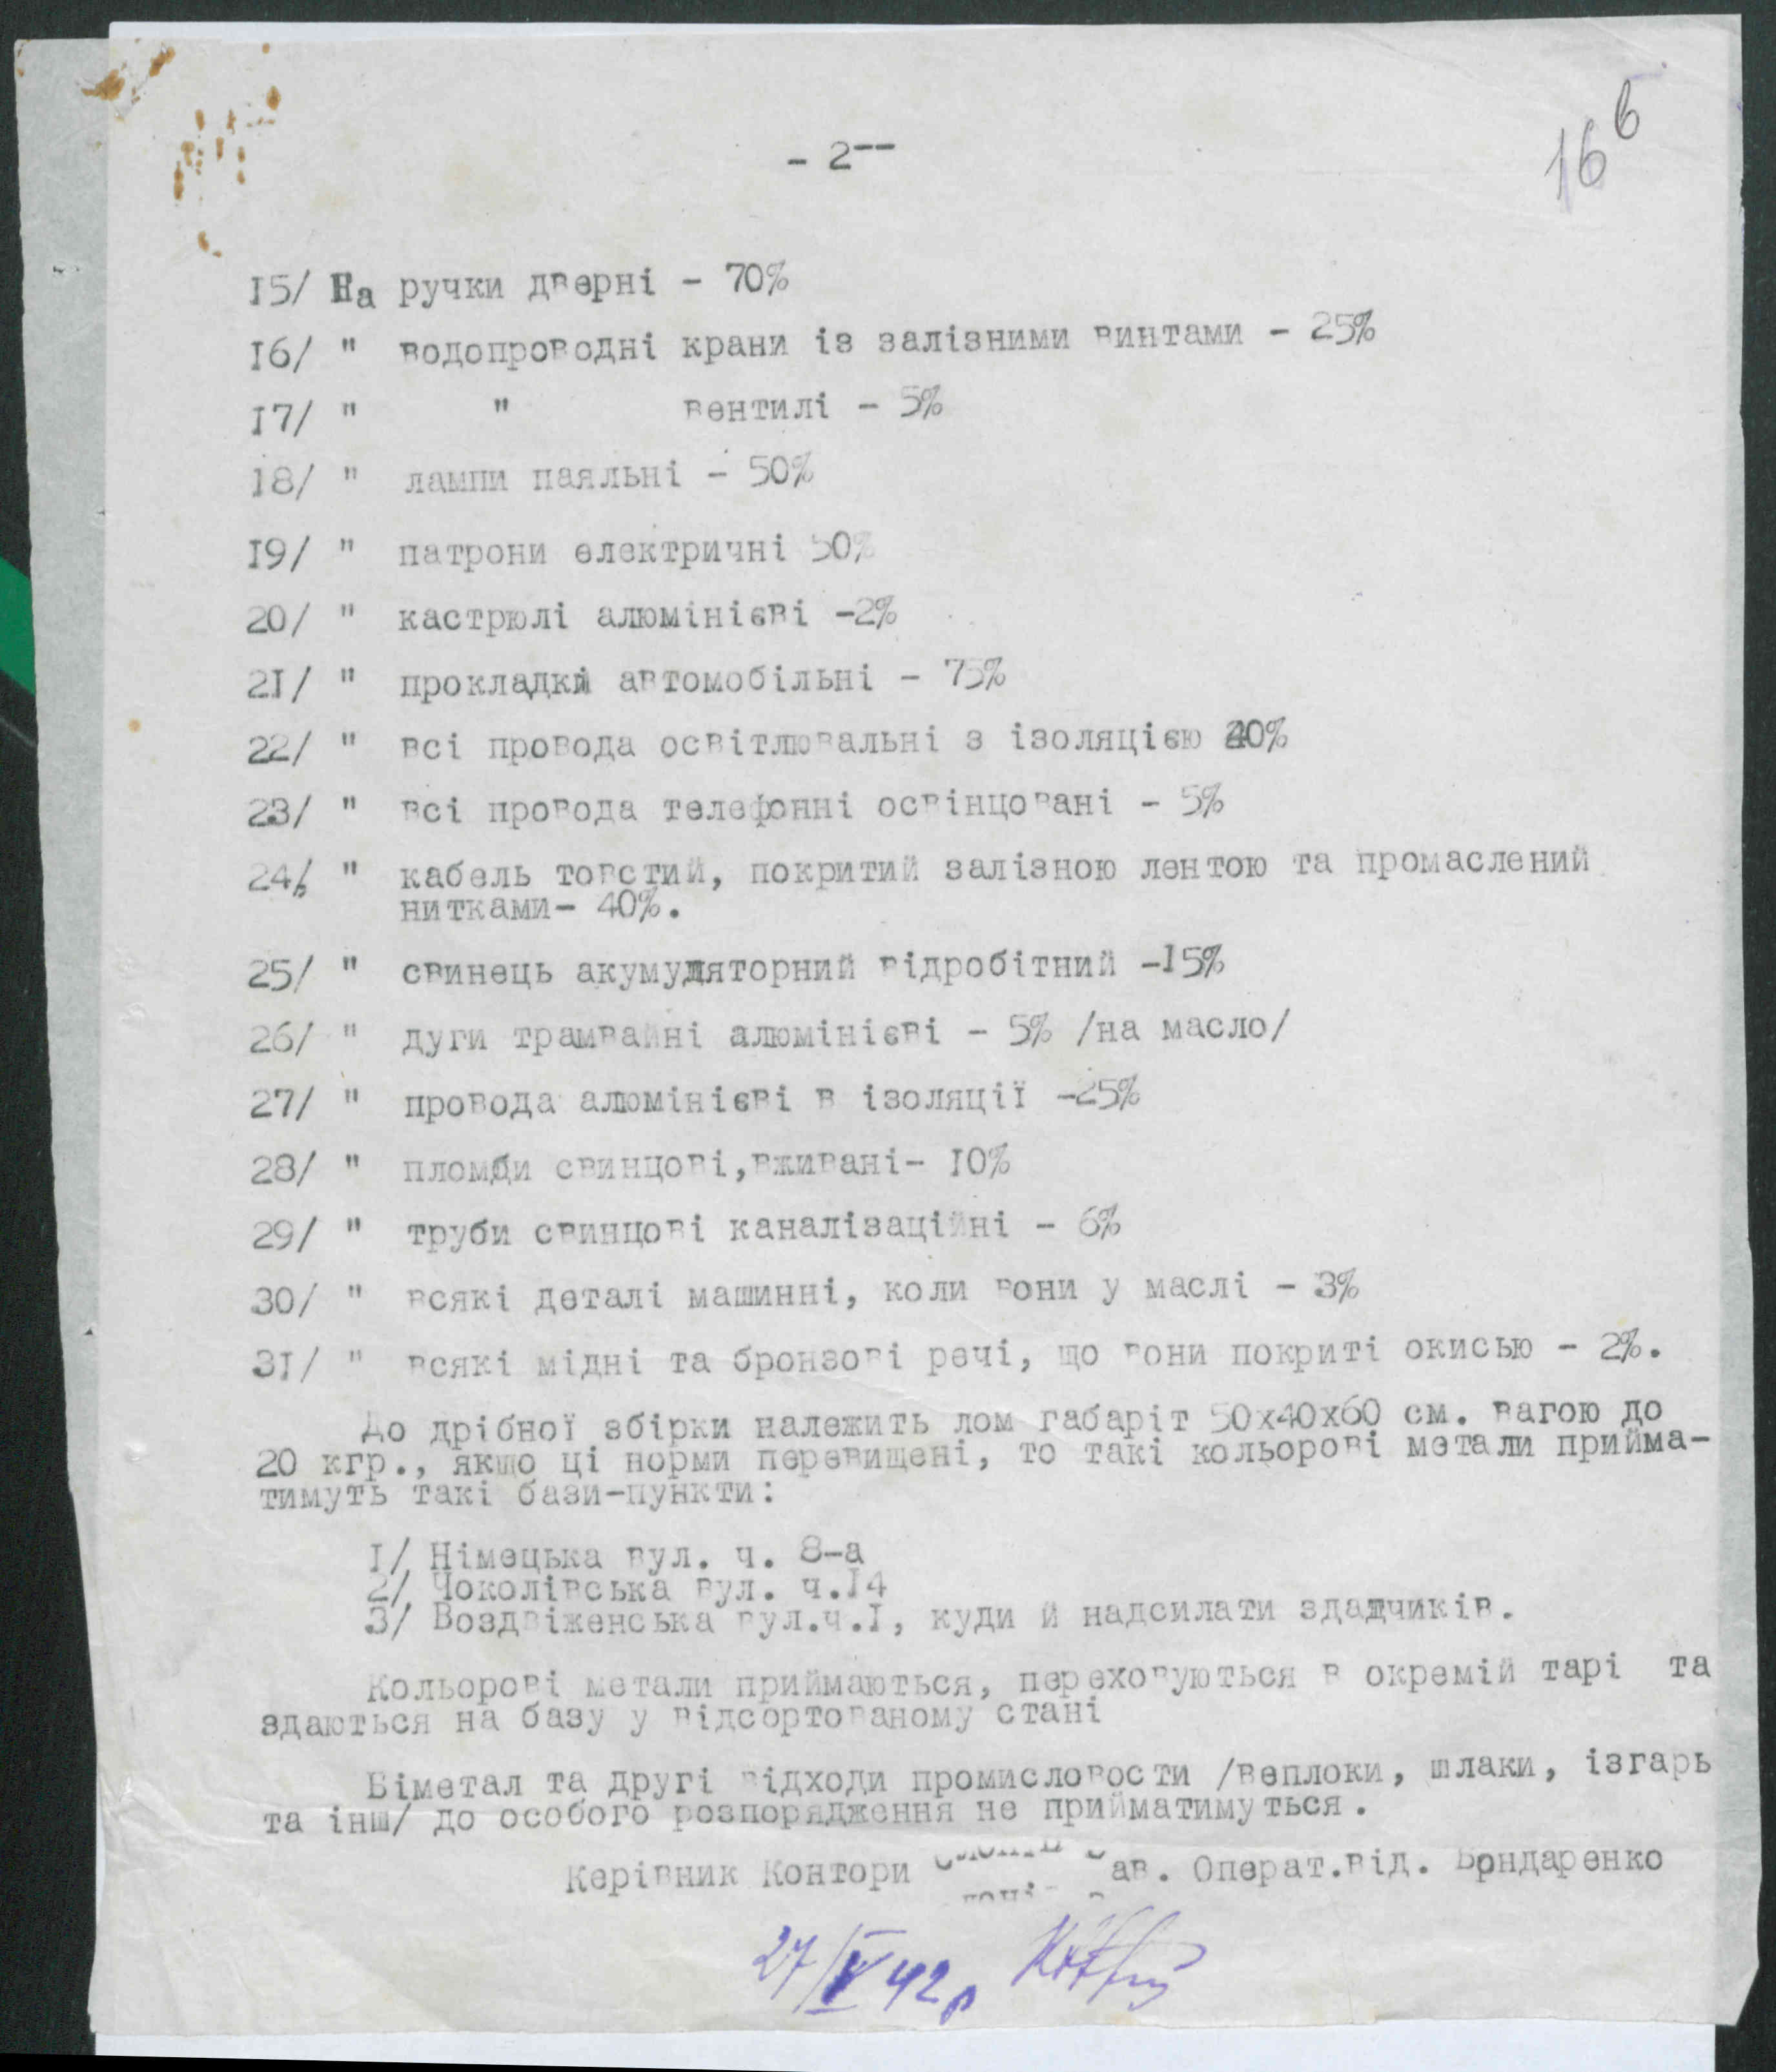 16 6
- 2--
15/ На ручки дверні - 70%
16/ " водопроводні крани із залізними винтами - 25%
17/ " " вентилі - 5%
18/ " лампи паяльні - 50%
19/ " патрони електричні 50%
20/ " кастрюлі алюмінієві -2%
21/ " прокладки автомобільні - 75%
22/ " всі провода освітлювальні з ізоляцією 20%
23/ " всі провода телефонні освінцовані - 5%
24/ " кабель товстий, покритий залізною лентою та промаслений
нитками- 40%.
25/ " свинець акумуляторний відробітний -15%
26/ " дуги трамвайні алюмінієві - 5% /на масло/
27/ " провода алюмінієві в ізоляції -25%
28/ " пломби свинцові,вживані- 10%
29/ " труби свинцові каналізаційні - 6%
30/ " всякі деталі машинні, коли вони у маслі - 3%
31/ " всякі мідні та бронзові речі, що вони покриті окисью - 2%.
До дрібної збірки належить лом габаріт 50х40х60 см. вагою до
20 кгр., якщо ці норми перевищені, то такі кольорові метали прийма-
тимуть такі бази-пункти:
1/ Німецька вул. ч. 8-а
2/ Чоколівська вул. ч.14
3/ Воздвіженська вул.ч.1, куди й надсилати здатчиків.
Кольорові метали приймаються, переховуються в окремій тарі та
здаються на базу у відсортованому стані
Біметал та другі відходи промисловости /веплоки, шлаки, ізгарь
та інш/ до особого розпорядження не прийматимуться.
Керівник Контори ав. Операт.від. Бондаренко
27/V 42р